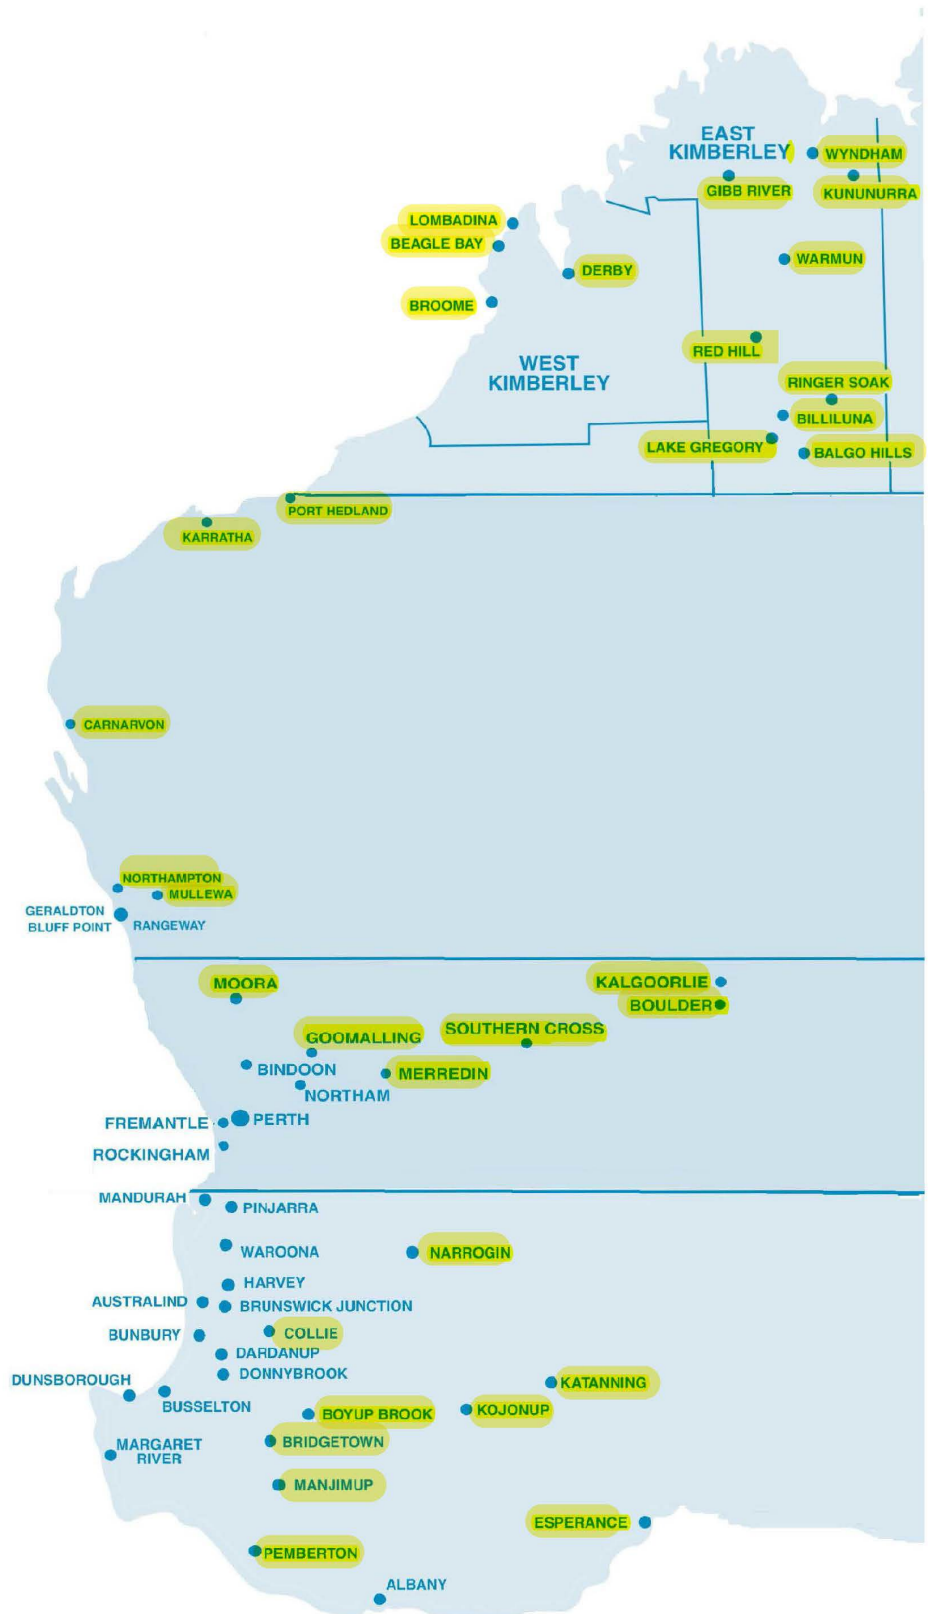 EAST
KIMBERLEY
WYNDHAM
GIBB RIVER
KUNUNURRA
LOMBADINA
BEAGLE BAY
WARMUN
DERBY
BROOME
RED HILL
WEST
KIMBERLEY
RINGER SOAK
BILLILUNA
LAKE GREGORY
BALGO HILLS
PORT HEDLAND
KARRATHA
CARNARVON
NORTHAMPTON
MULLEWA
GERALDTON
BLUFF POINT
RANGEWAY
MOORA
KALGOORLIE
BOULDER
SOUTHERN CROSS
GOOMALLING
BINDOON
MERREDIN
NORTHAM
FREMANTLE
PERTH
ROCKINGHAM
MANDURAH
PINJARRA
WAROONA
NARROGIN
HARVEY
AUSTRALIND
BRUNSWICK JUNCTION
BUNBURY
COLLIE
DARDANUP
DONNYBROOK
DUNSBOROUGH
KATANNING
BUSSELTON
BOYUP BROOK
KOJONUP
BRIDGETOWN
MARGARET
RIVER
MANJIMUP
ESPERANCE
PEMBERTON
ALBANY